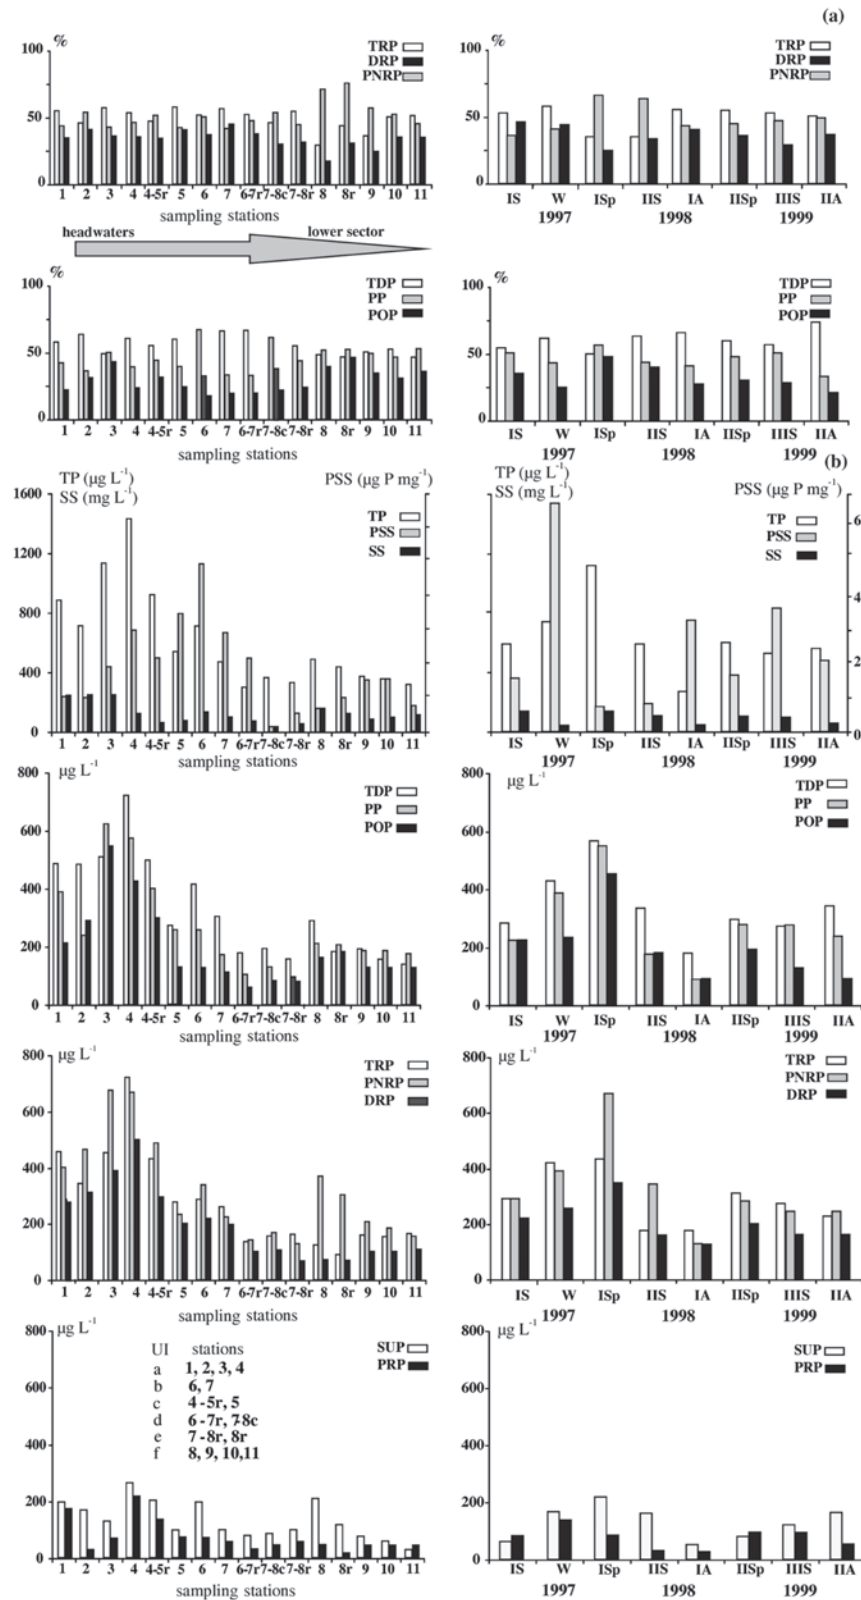 (a)
%
100
50
0
TRP
DRP
PNRP
1 2 3 4 4-5r 5 6 7 6-7r 7-8c 7-8r 8 8r 9 10 11
sampling stations
%
100
50
0
TRP
DRP
PNRP
IS W ISp IIS IA IISp IIIS IIA
1997 1998 1999
headwaters lower sector
%
100
50
0
TDP
PP
POP
1 2 3 4 4-5r 5 6 7 6-7r 7-8c 7-8r 8 8r 9 10 11
sampling stations
%
100
50
0
TDP
PP
POP
IS W ISp IIS IA IISp IIIS IIA
1997 1998 1999
(b)
TP (µg L⁻¹)
SS (mg L⁻¹)
PSS (µg P mg⁻¹)
1600
1200
800
400
0
TP
PSS
SS
1 2 3 4 4-5r 5 6 7 6-7r 7-8c 7-8r 8 8r 9 10 11
sampling stations
TP (µg L⁻¹)
SS (mg L⁻¹)
PSS (µg P mg⁻¹)
6
4
2
0
TP
PSS
SS
IS W ISp IIS IA IISp IIIS IIA
1997 1998 1999
µg L⁻¹
800
600
400
200
0
TDP
PP
POP
1 2 3 4 4-5r 5 6 7 6-7r 7-8c 7-8r 8 8r 9 10 11
sampling stations
µg L⁻¹
800
600
400
200
0
TDP
PP
POP
IS W ISp IIS IA IISp IIIS IIA
1997 1998 1999
µg L⁻¹
800
600
400
200
0
TRP
PNRP
DRP
1 2 3 4 4-5r 5 6 7 6-7r 7-8c 7-8r 8 8r 9 10 11
sampling stations
µg L⁻¹
800
600
400
200
0
TRP
PNRP
DRP
IS W ISp IIS IA IISp IIIS IIA
1997 1998 1999
µg L⁻¹
800
600
400
200
0
UI stations
a 1, 2, 3, 4
b 6, 7
c 4-5r, 5
d 6-7r, 7-8c
e 7-8r, 8r
f 8, 9, 10,11
SUP
PRP
1 2 3 4 4-5r 5 6 7 6-7r 7-8c 7-8r 8 8r 9 10 11
sampling stations
µg L⁻¹
800
600
400
200
0
SUP
PRP
IS W ISp IIS IA IISp IIIS IIA
1997 1998 1999